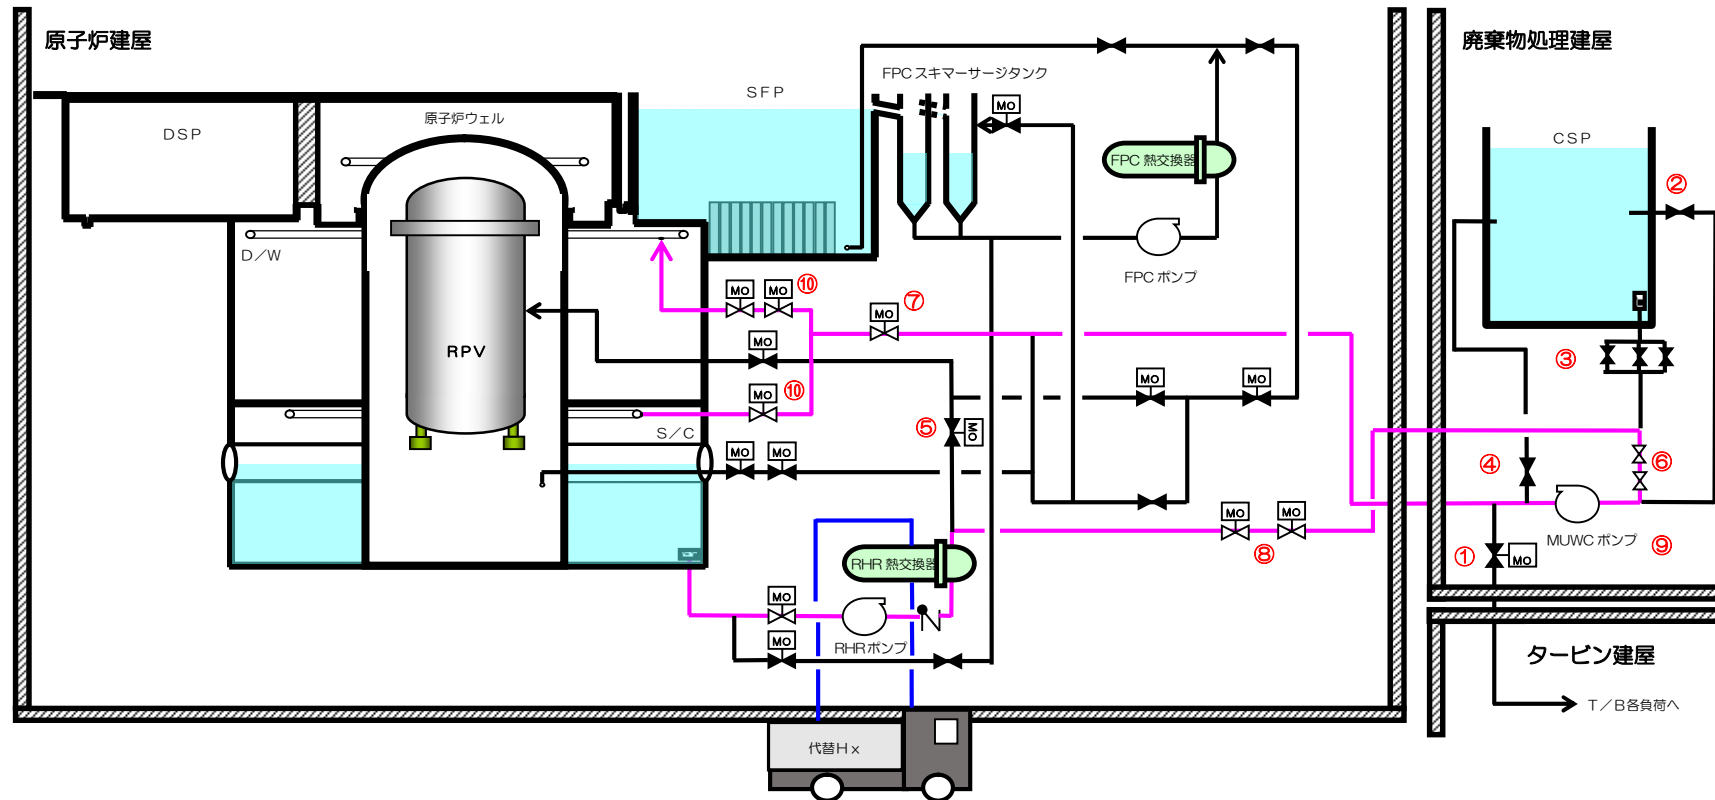 原子炉建屋
廃棄物処理建屋
FPC スキマーサージタンク
SFP
原子炉ウェル
DSP
MO
CSP
FPC 熱交換器
②
D／W
FPC ポンプ
MO
MO
⑩
⑦
MO
MO
RPV
③
MO
MO
MO
⑩
⑤
MO
S／C
MO
MO
④
⑥
MO
MO
⑧
MUWC ポンプ
⑨
①
MO
RHR 熱交換器
MO
MO
RHR ポンプ
タービン建屋
T／B各負荷へ
代替Ｈｘ